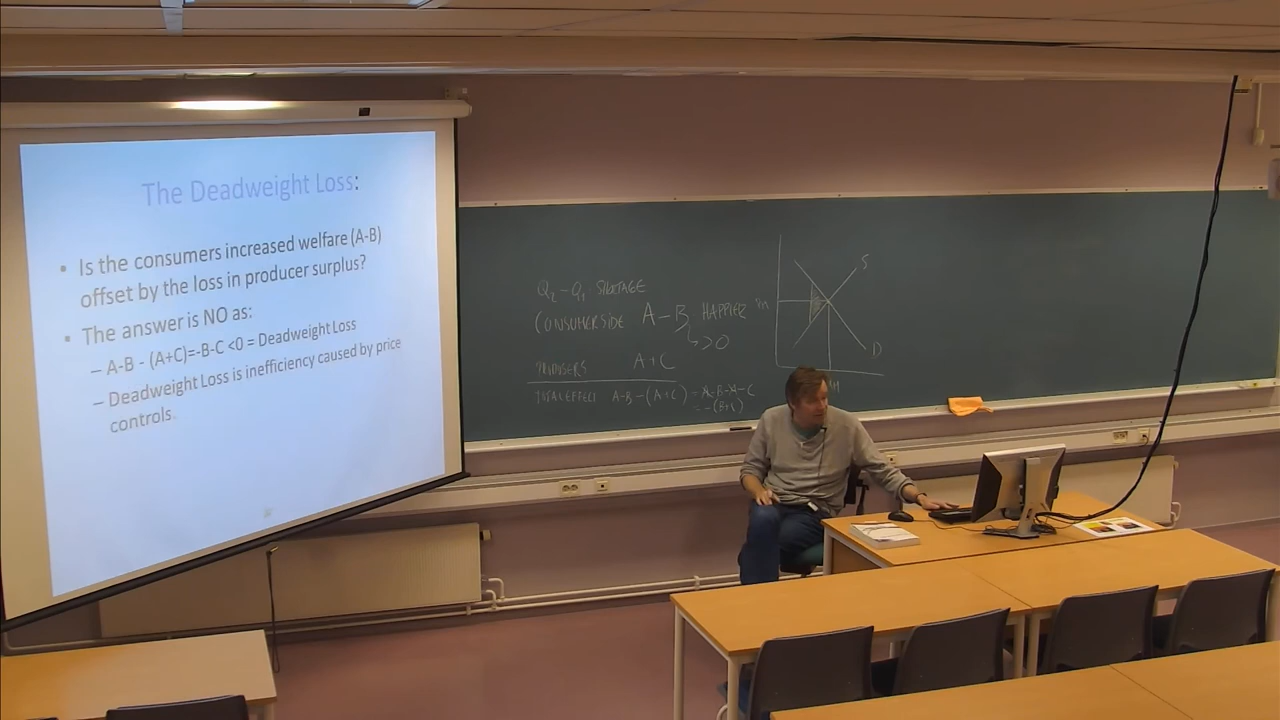 The Deadweight Loss:
• Is the consumers increased welfare (A-B)
offset by the loss in producer surplus?
• The answer is NO as:
– A-B - (A+C)=-B-C <0 = Deadweight Loss
– Deadweight Loss is inefficiency caused by price
controls.
Q2-Q1 SHORTAGE
CONSUMER SIDE A-B HAPPIER
>0
PRODUCERS A+C
TOTAL EFFECT A-B-(A+C) = A-B-A-C
= -(B+C)
S
D